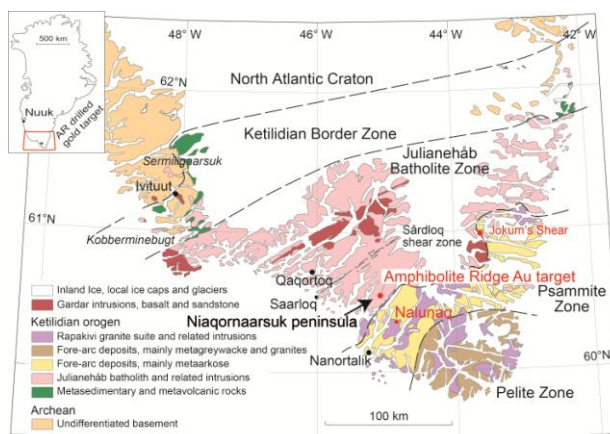 48°W
46°W
44°W
42°W
500 km
Nuuk
AR drilled
gold target
62°N
North Atlantic Craton
Ketilidian Border Zone
Sermiligaarsuk
Ivituut
Julianehåb
Batholite Zone
61°N
Kobberminebugt
Sårdloq
shear zone
Jokum's Shear
Qaqortoq
Amphibolite Ridge Au target
Saarloq
Psammite
Zone
Niaqornaarsuk peninsula
Nalunaq
Nanortalik
60°N
Pelite Zone
100 km
Inland Ice, local ice caps and glaciers
Gardar intrusions, basalt and sandstone
Ketilidian orogen
Rapakivi granite suite and related intrusions
Fore-arc deposits, mainly metagreywacke and granites
Fore-arc deposits, mainly metaarkose
Julianehåb batholith and related intrusions
Metasedimentary and metavolcanic rocks
Archean
Undifferentiated basement